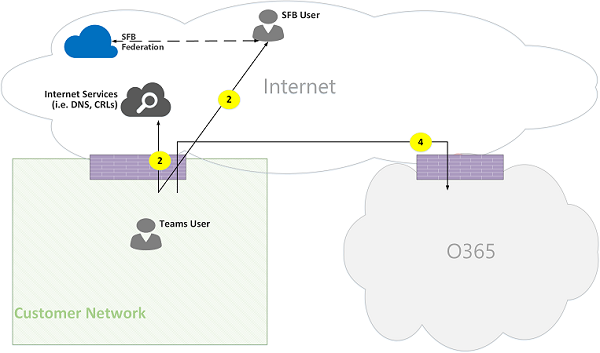 SFB User
SFB
Federation
Internet
Internet Services
(i.e. DNS, CRLs)
2
2
4
Teams User
O365
Customer Network